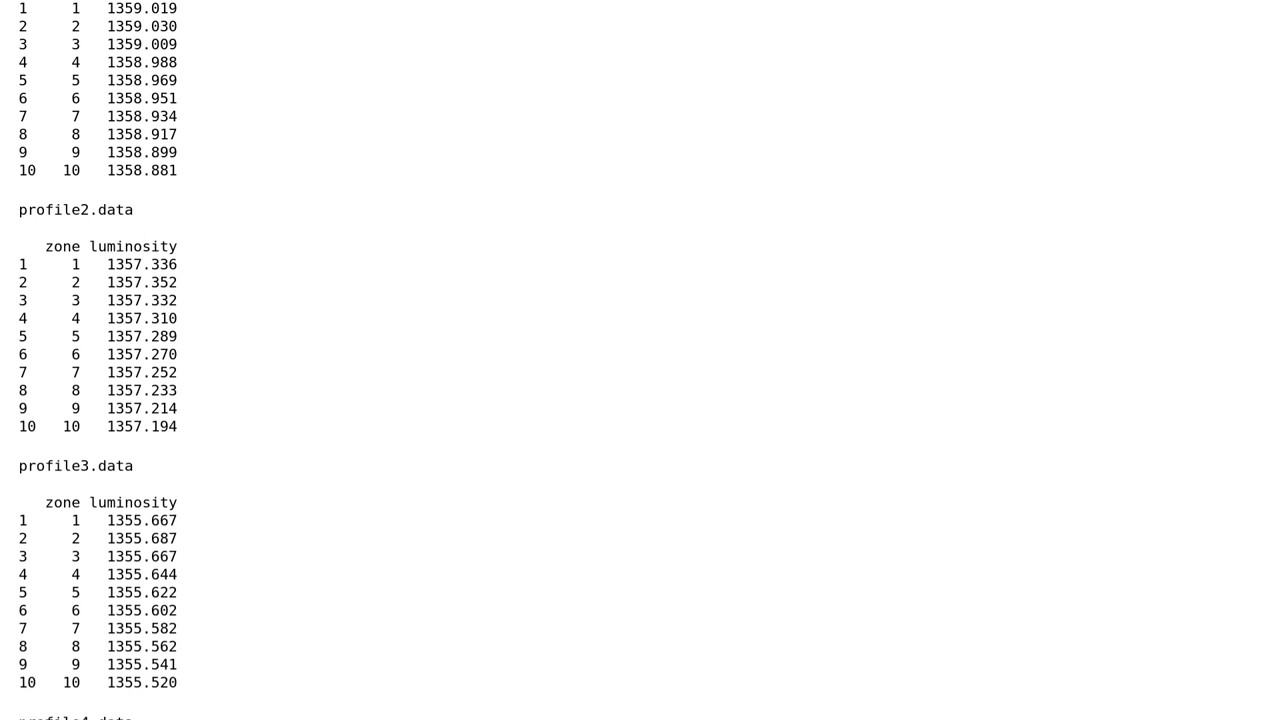 1     1   1359.019
2     2   1359.030
3     3   1359.009
4     4   1358.988
5     5   1358.969
6     6   1358.951
7     7   1358.934
8     8   1358.917
9     9   1358.899
10   10   1358.881
profile2.data
   zone luminosity
1     1   1357.336
2     2   1357.352
3     3   1357.332
4     4   1357.310
5     5   1357.289
6     6   1357.270
7     7   1357.252
8     8   1357.233
9     9   1357.214
10   10   1357.194
profile3.data
   zone luminosity
1     1   1355.667
2     2   1355.687
3     3   1355.667
4     4   1355.644
5     5   1355.622
6     6   1355.602
7     7   1355.582
8     8   1355.562
9     9   1355.541
10   10   1355.520